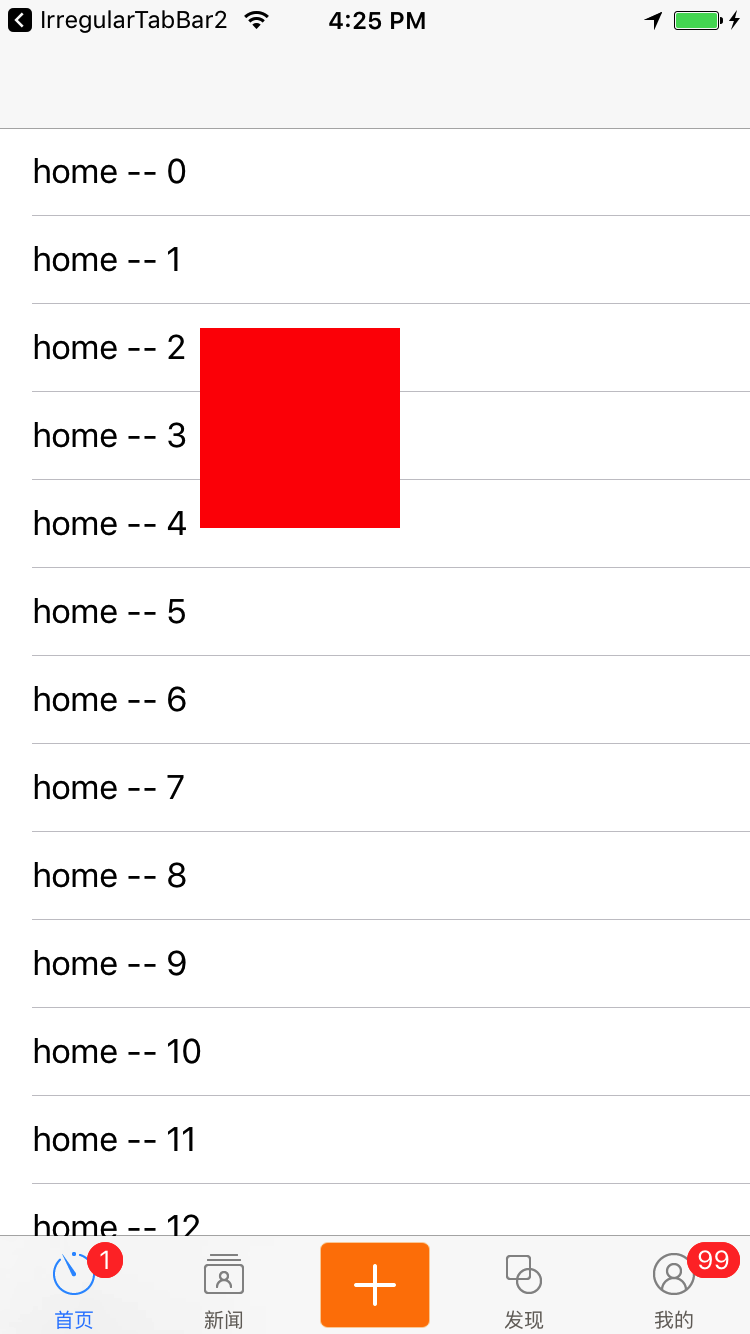 IrregularTabBar2 4:25 PM
home -- 0
home -- 1
home -- 2
home -- 3
home -- 4
home -- 5
home -- 6
home -- 7
home -- 8
home -- 9
home -- 10
home -- 11
home -- 12
1 99
首页 新闻 发现 我的